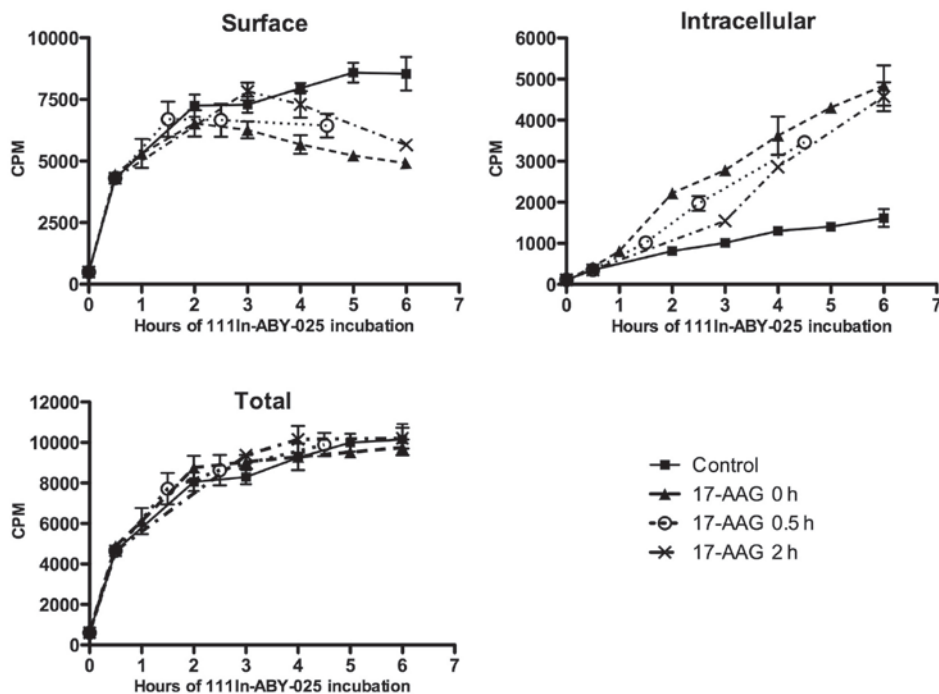 Surface
10000
7500
5000
2500
0
CPM
0 1 2 3 4 5 6 7
Hours of 111In-ABY-025 incubation
Intracellular
6000
5000
4000
3000
2000
1000
0
CPM
0 1 2 3 4 5 6 7
Hours of 111In-ABY-025 incubation
Total
12000
10000
8000
6000
4000
2000
0
CPM
0 1 2 3 4 5 6 7
Hours of 111In-ABY-025 incubation
Control
17-AAG 0 h
17-AAG 0.5 h
17-AAG 2 h